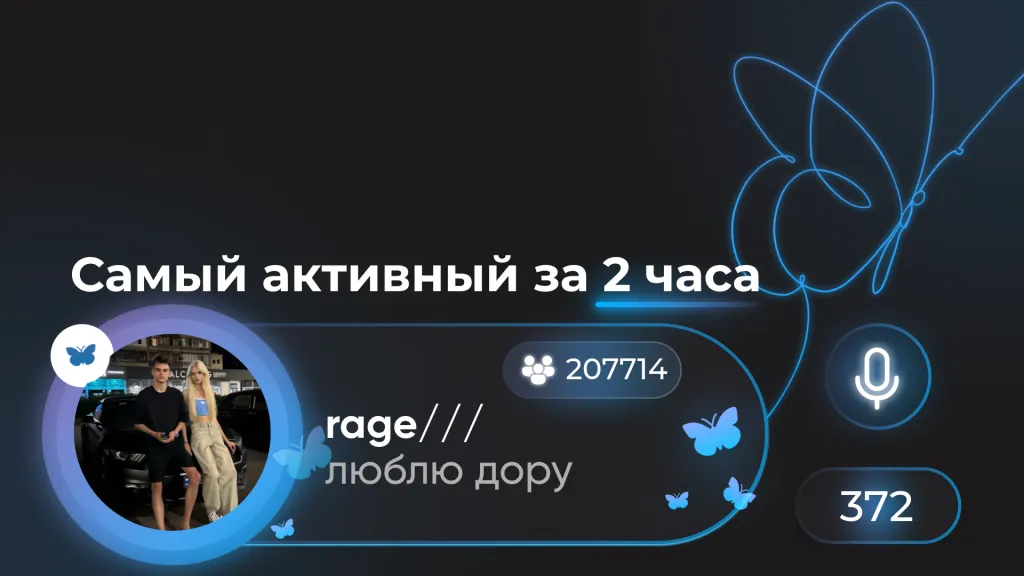 Самый активный за 2 часа
207714
rage///
люблю дору
372